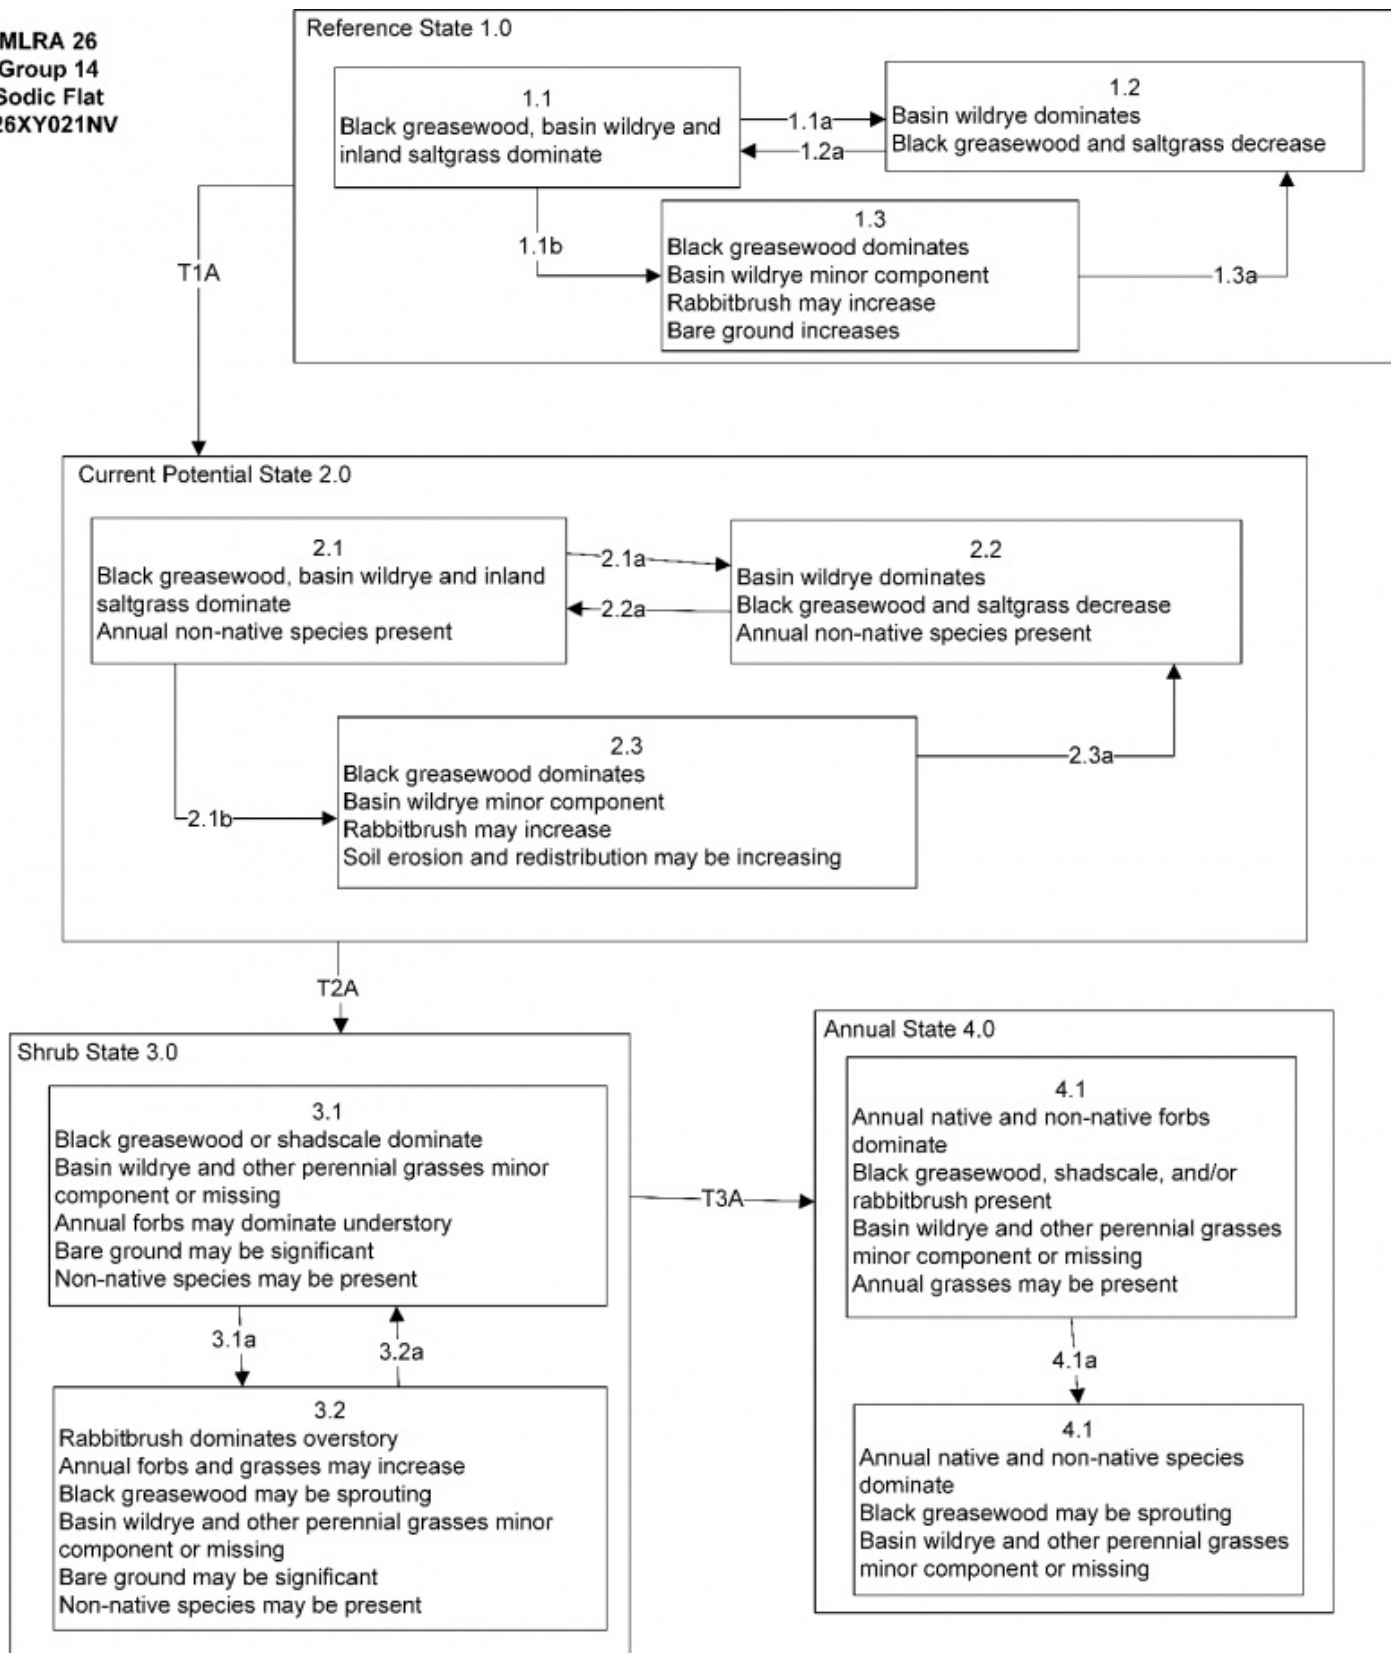 MLRA 26
Group 14
Sodic Flat
26XY021NV
Reference State 1.0
1.1
Black greasewood, basin wildrye and
inland saltgrass dominate
1.1a
1.2a
1.2
Basin wildrye dominates
Black greasewood and saltgrass decrease
1.1b
1.3
Black greasewood dominates
Basin wildrye minor component
Rabbitbrush may increase
Bare ground increases
1.3a
T1A
Current Potential State 2.0
2.1
Black greasewood, basin wildrye and inland
saltgrass dominate
Annual non-native species present
2.1a
2.2a
2.2
Basin wildrye dominates
Black greasewood and saltgrass decrease
Annual non-native species present
2.1b
2.3
Black greasewood dominates
Basin wildrye minor component
Rabbitbrush may increase
Soil erosion and redistribution may be increasing
2.3a
T2A
Shrub State 3.0
3.1
Black greasewood or shadscale dominate
Basin wildrye and other perennial grasses minor
component or missing
Annual forbs may dominate understory
Bare ground may be significant
Non-native species may be present
3.1a
3.2a
3.2
Rabbitbrush dominates overstory
Annual forbs and grasses may increase
Black greasewood may be sprouting
Basin wildrye and other perennial grasses minor
component or missing
Bare ground may be significant
Non-native species may be present
T3A
Annual State 4.0
4.1
Annual native and non-native forbs
dominate
Black greasewood, shadscale, and/or
rabbitbrush present
Basin wildrye and other perennial grasses
minor component or missing
Annual grasses may be present
4.1a
4.1
Annual native and non-native species
dominate
Black greasewood may be sprouting
Basin wildrye and other perennial grasses
minor component or missing